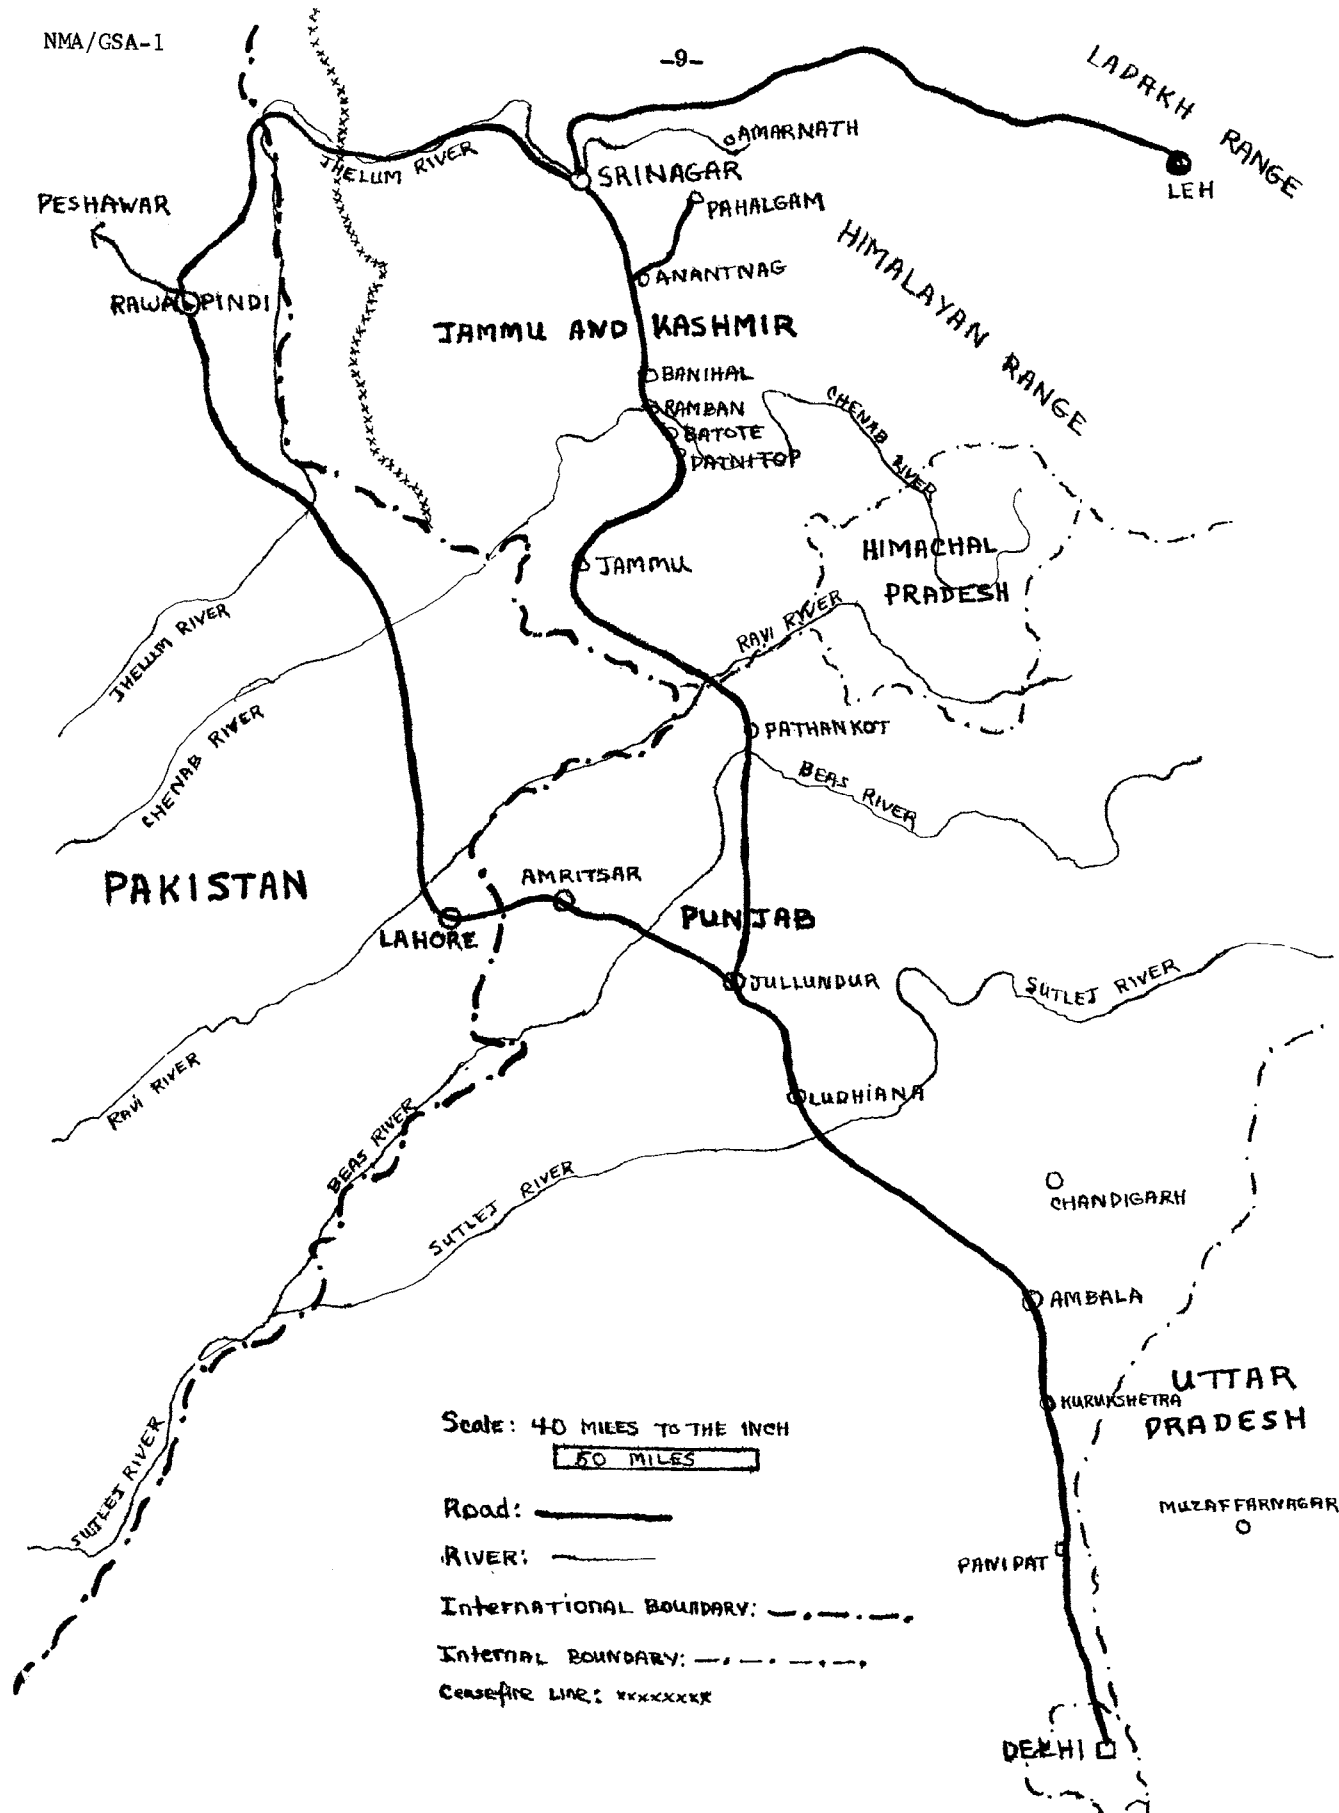 NMA/GSA-1
-9-
LADAKH RANGE
AMARNATH
JHELUM RIVER
SRINAGAR
LEH
PESHAWAR
PAHALGAM
HIMALAYAN RANGE
ANANTNAG
RAWALPINDI
JAMMU AND KASHMIR
BANIHAL
CHENAB RIVER
RAMBAN
BATOTE
PATNITOP
HIMACHAL
PRADESH
JAMMU
RAVI RIVER
JHELUM RIVER
CHENAB RIVER
PATHANKOT
BEAS RIVER
PAKISTAN
AMRITSAR
PUNJAB
LAHORE
JULLUNDUR
SUTLEJ RIVER
RAVI RIVER
LUDHIANA
BEAS RIVER
SUTLEJ RIVER
CHANDIGARH
AMBALA
UTTAR
PRADESH
KURUKSHETRA
Scale: 40 MILES TO THE INCH
50 MILES
SUTLEJ RIVER
MUZAFFARNAGAR
Road:
RIVER:
PANIPAT
InternATIONAL BOUNDARY:
InternAL BOUNDARY:
Ceasefire LINE: xxxxxxxx
DELHI